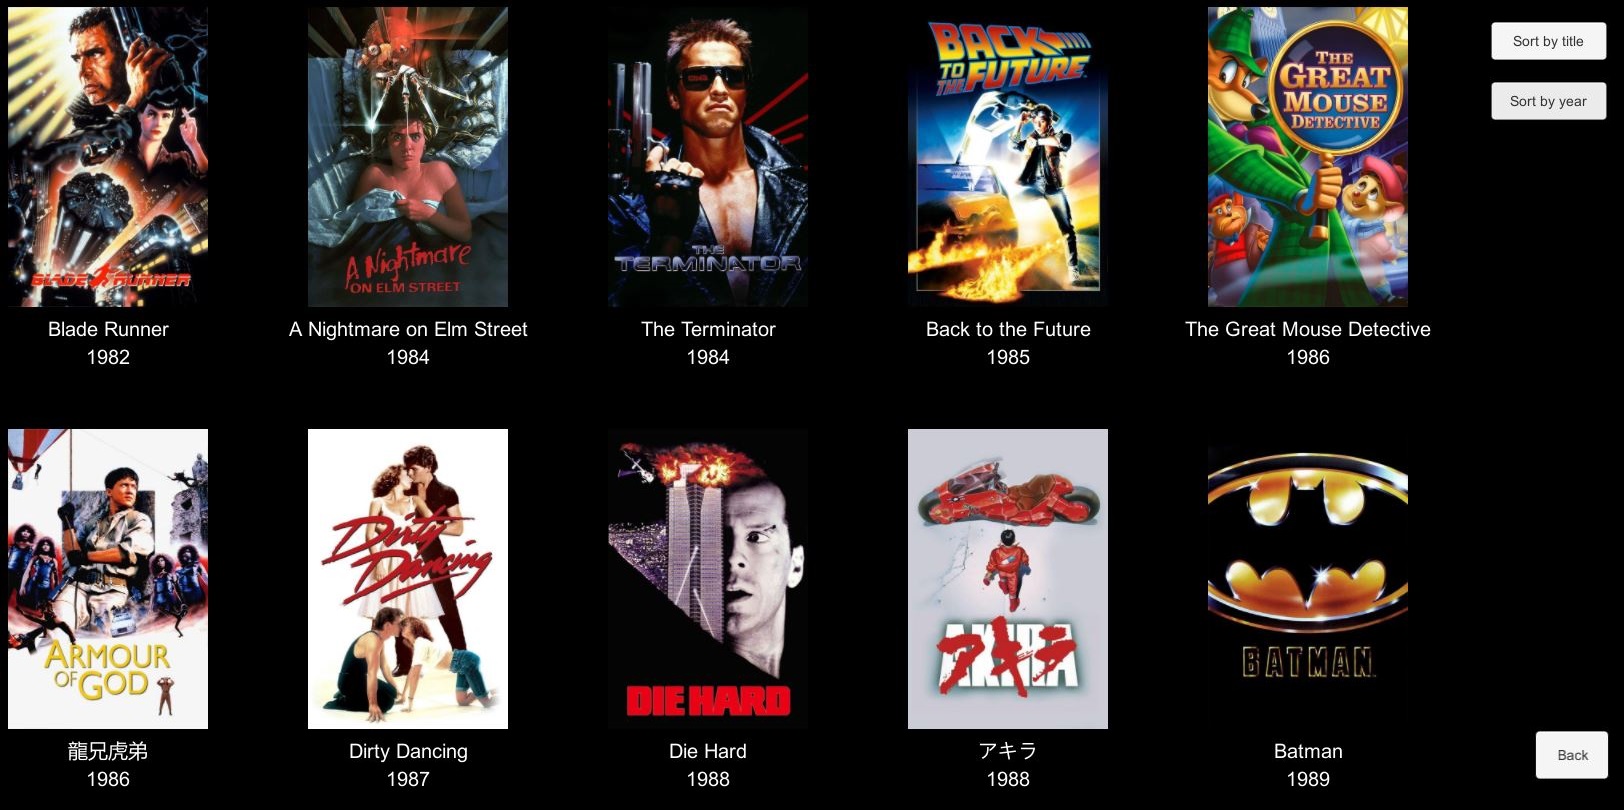 BLADE RUNNER
A Nightmare
ON ELM STREET
THE
TERMINATOR
BACK
TO
THE FUTURE
THE
GREAT
MOUSE
DETECTIVE
Sort by title
Sort by year
Blade Runner
1982
A Nightmare on Elm Street
1984
The Terminator
1984
Back to the Future
1985
The Great Mouse Detective
1986
ARMOUR
OF GOD
Dirty
Dancing
DIE HARD
AKIRA
アキラ
BATMAN
龍兄虎弟
1986
Dirty Dancing
1987
Die Hard
1988
アキラ
1988
Batman
1989
Back